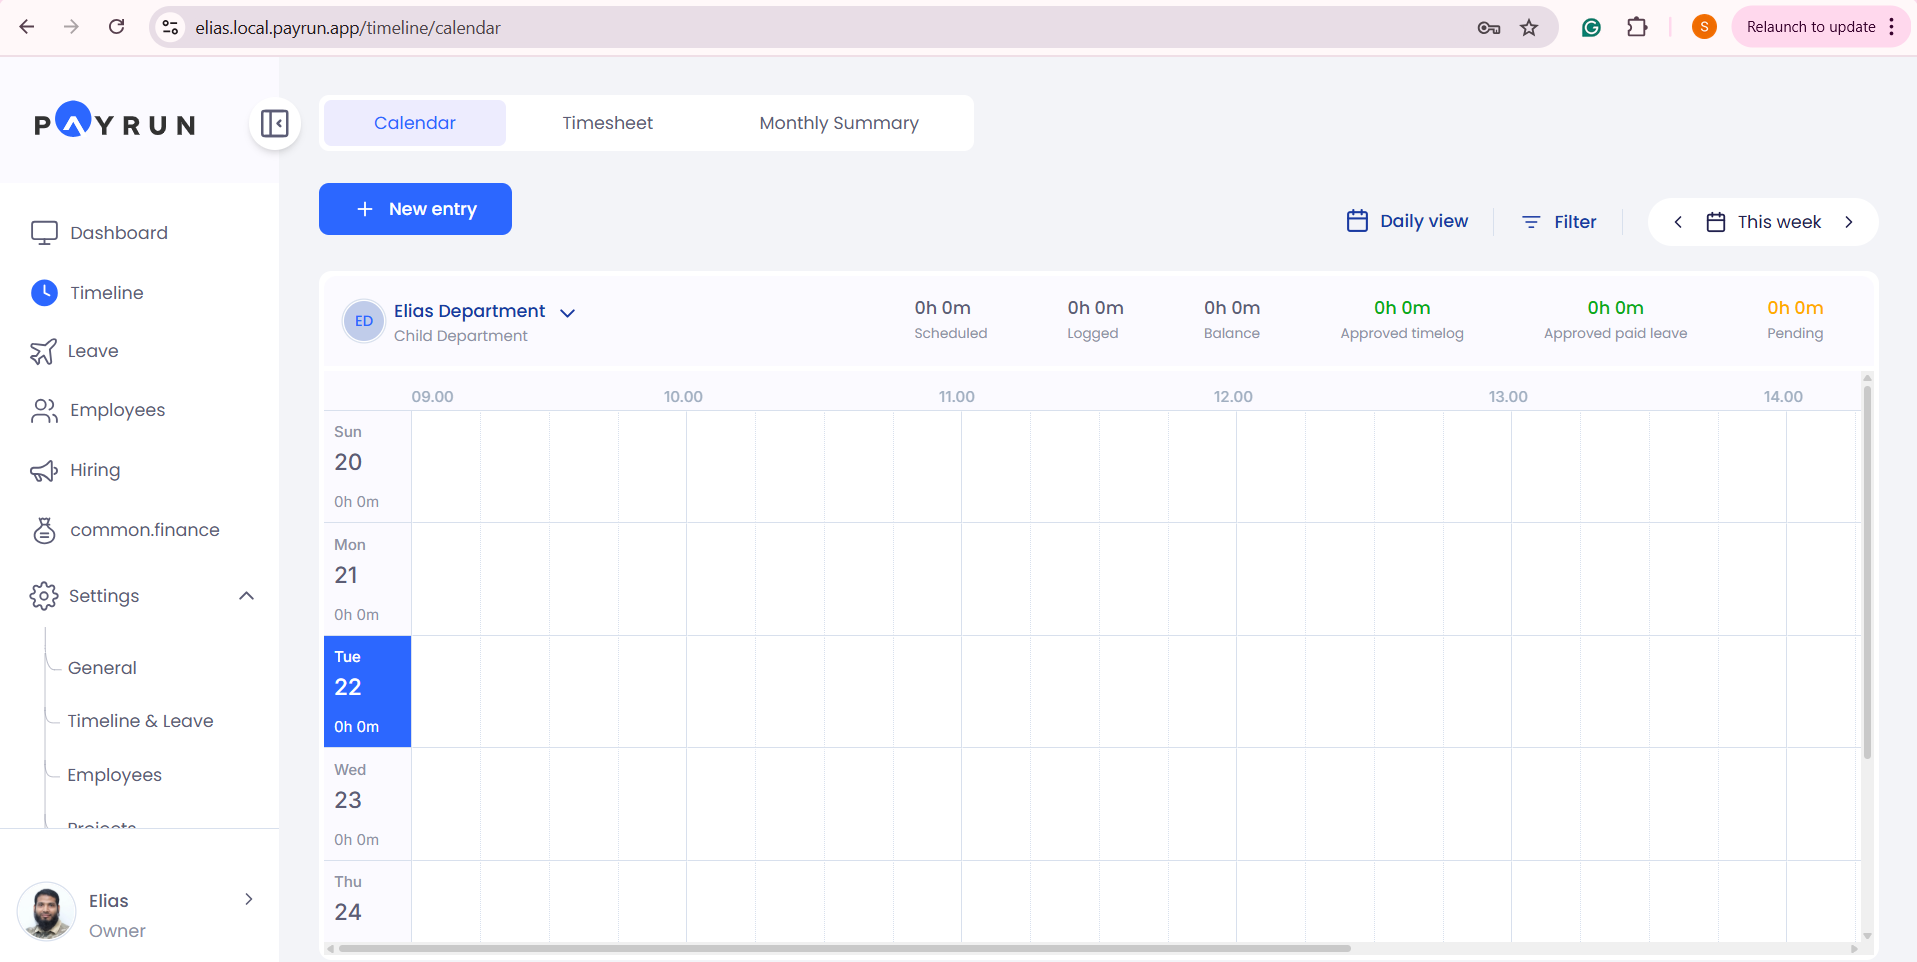 elias.local.payrun.app/timeline/calendar
S
Relaunch to update
PAYRUN
Calendar
Timesheet
Monthly Summary
New entry
Daily view
Filter
This week
Dashboard
Timeline
Leave
Employees
Hiring
common.finance
Settings
General
Timeline & Leave
Employees
Projects
Elias
Owner
ED
Elias Department
Child Department
0h 0m
Scheduled
0h 0m
Logged
0h 0m
Balance
0h 0m
Approved timelog
0h 0m
Approved paid leave
0h 0m
Pending
09.00 10.00 11.00 12.00 13.00 14.00
Sun
20
0h 0m
Mon
21
0h 0m
Tue
22
0h 0m
Wed
23
0h 0m
Thu
24